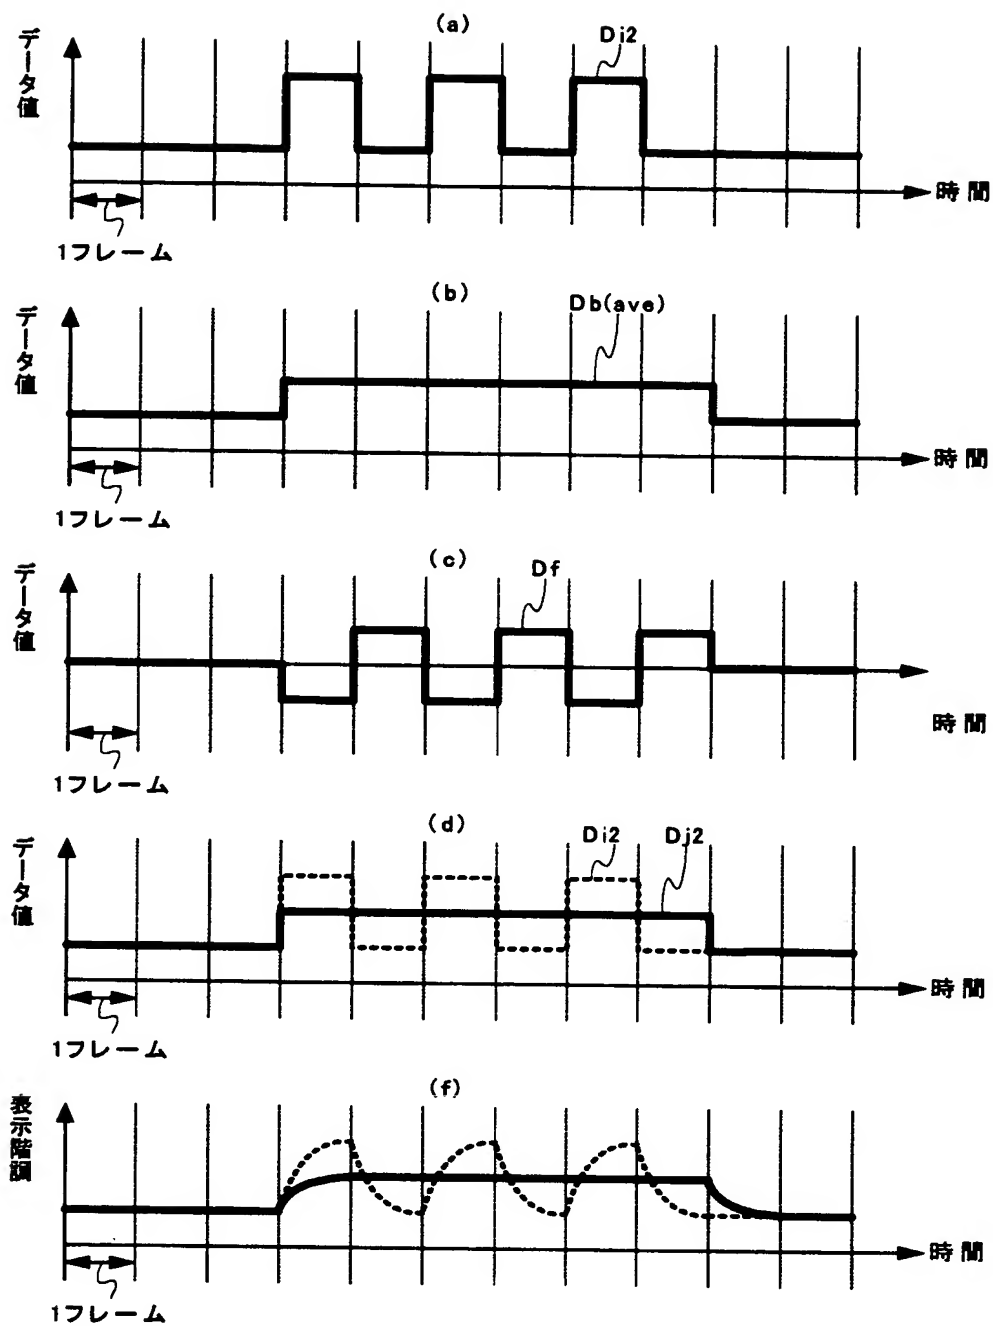 (a)
データ値
Di2
時間
1フレーム
(b)
データ値
Db(ave)
時間
1フレーム
(c)
データ値
Df
時間
1フレーム
(d)
データ値
Di2
Dj2
時間
1フレーム
(f)
表示階調
時間
1フレーム